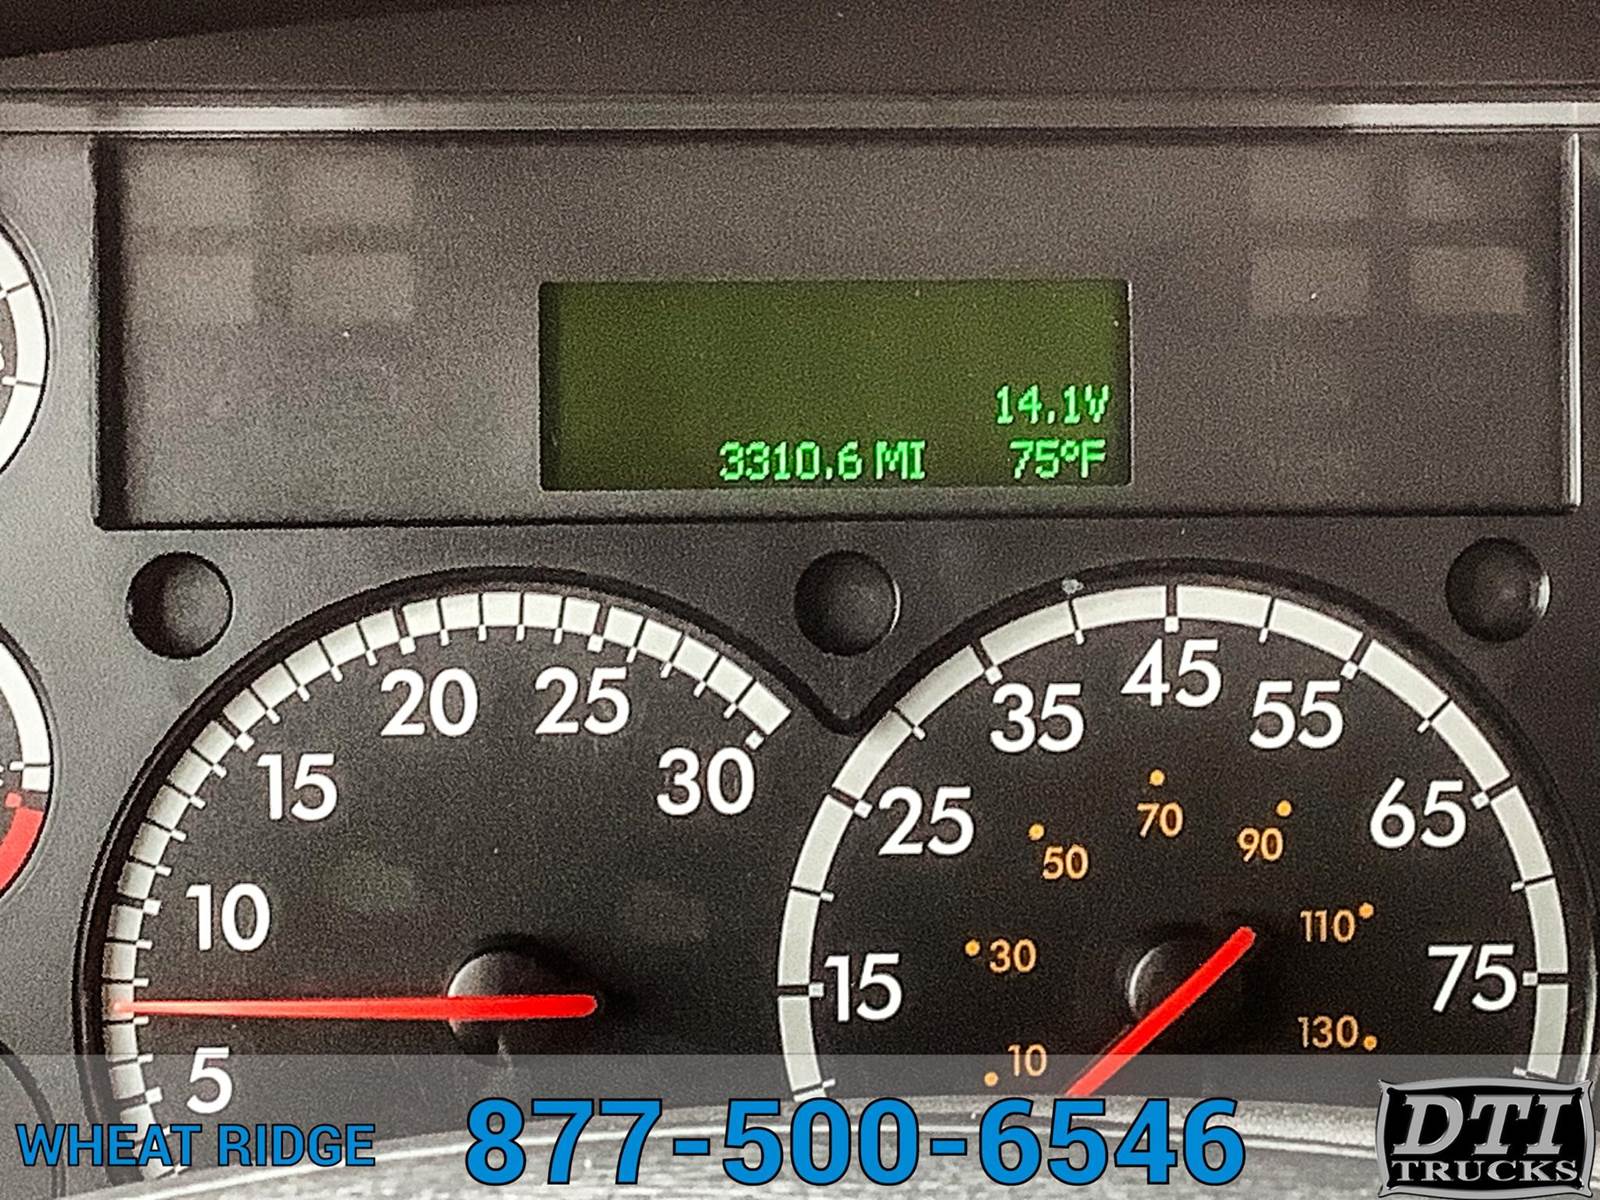 14.1V
3310.6 MI 75°F
5 10 15 20 25 30
15 25 35 45 55 65 75
10 30 50 70 90 110 130
WHEAT RIDGE 877-500-6546 DTI
TRUCKS